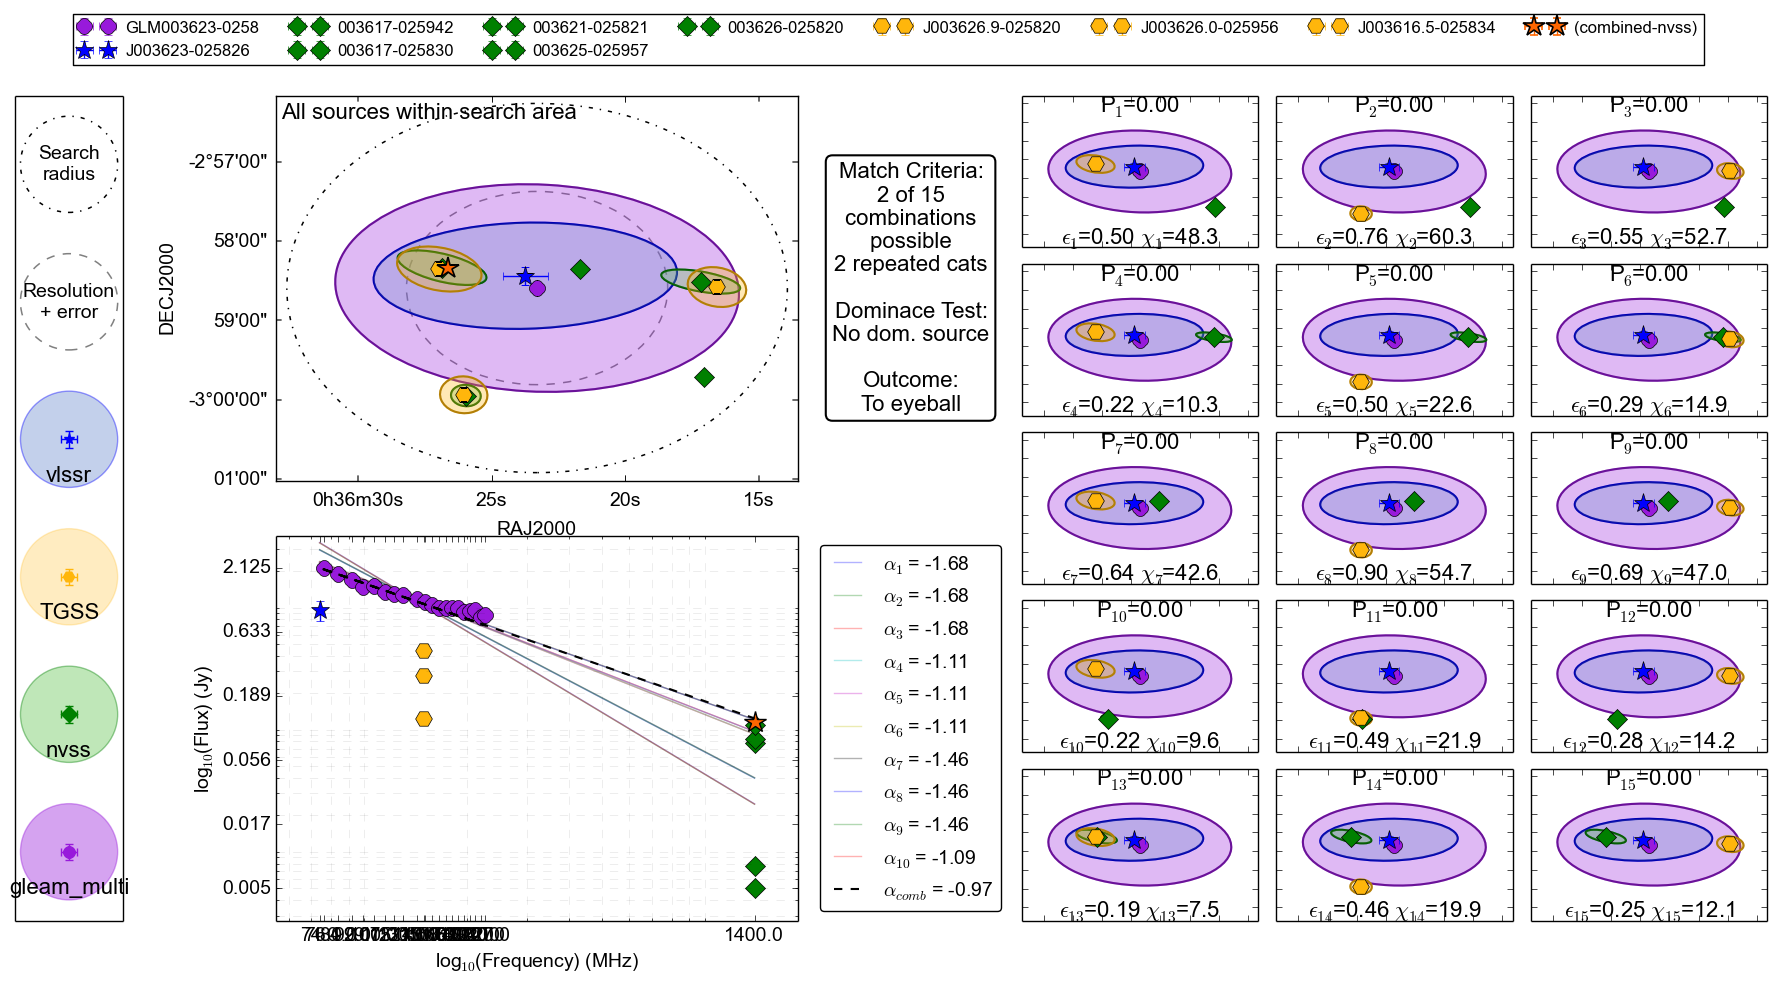 GLM003623-0258 003617-025942 003621-025821 003626-025820 J003626.9-025820 J003626.0-025956 J003616.5-025834 (combined-nvss)
J003623-025826 003617-025830 003625-025957
Search
radius
Resolution
+ error
vlssr
TGSS
nvss
gleam_multi
All sources within search area
DECJ2000
-2°57'00"
58'00"
59'00"
-3°00'00"
01'00"
0h36m30s 25s 20s 15s
RAJ2000
Match Criteria:
2 of 15
combinations
possible
2 repeated cats
Dominace Test:
No dom. source
Outcome:
To eyeball
log10(Flux) (Jy)
2.125
0.633
0.189
0.056
0.017
0.005
1400.0
log10(Frequency) (MHz)
α1 = -1.68
α2 = -1.68
α3 = -1.68
α4 = -1.11
α5 = -1.11
α6 = -1.11
α7 = -1.46
α8 = -1.46
α9 = -1.46
α10 = -1.09
αcomb = -0.97
P1=0.00 P2=0.00 P3=0.00
ϵ1=0.50 χ1=48.3 ϵ2=0.76 χ2=60.3 ϵ3=0.55 χ3=52.7
P4=0.00 P5=0.00 P6=0.00
ϵ4=0.22 χ4=10.3 ϵ5=0.50 χ5=22.6 ϵ6=0.29 χ6=14.9
P7=0.00 P8=0.00 P9=0.00
ϵ7=0.64 χ7=42.6 ϵ8=0.90 χ8=54.7 ϵ9=0.69 χ9=47.0
P10=0.00 P11=0.00 P12=0.00
ϵ10=0.22 χ10=9.6 ϵ11=0.49 χ11=21.9 ϵ12=0.28 χ12=14.2
P13=0.00 P14=0.00 P15=0.00
ϵ13=0.19 χ13=7.5 ϵ14=0.46 χ14=19.9 ϵ15=0.25 χ15=12.1